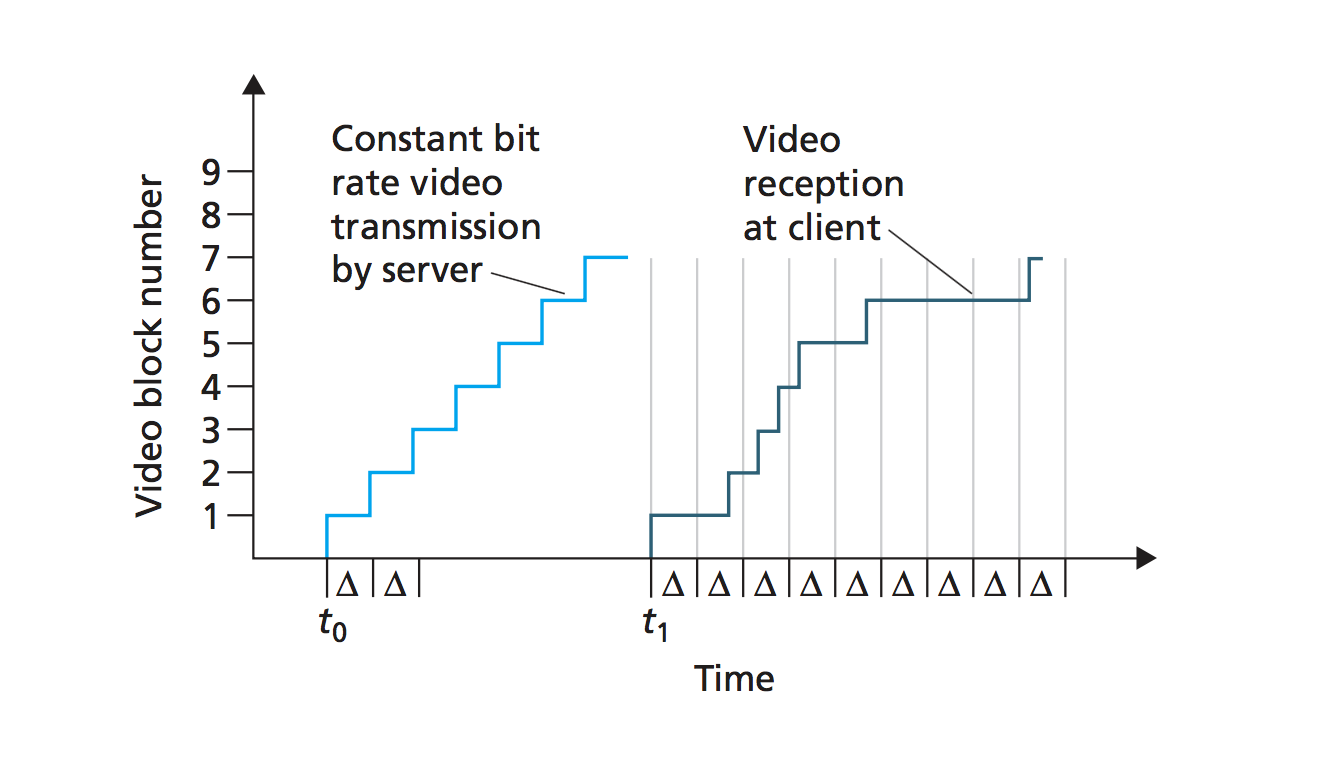 Constant bit
rate video
transmission
by server
Video
reception
at client
Video block number
9
8
7
6
5
4
3
2
1
Δ Δ Δ Δ Δ Δ Δ Δ Δ Δ Δ
t0 t1
Time